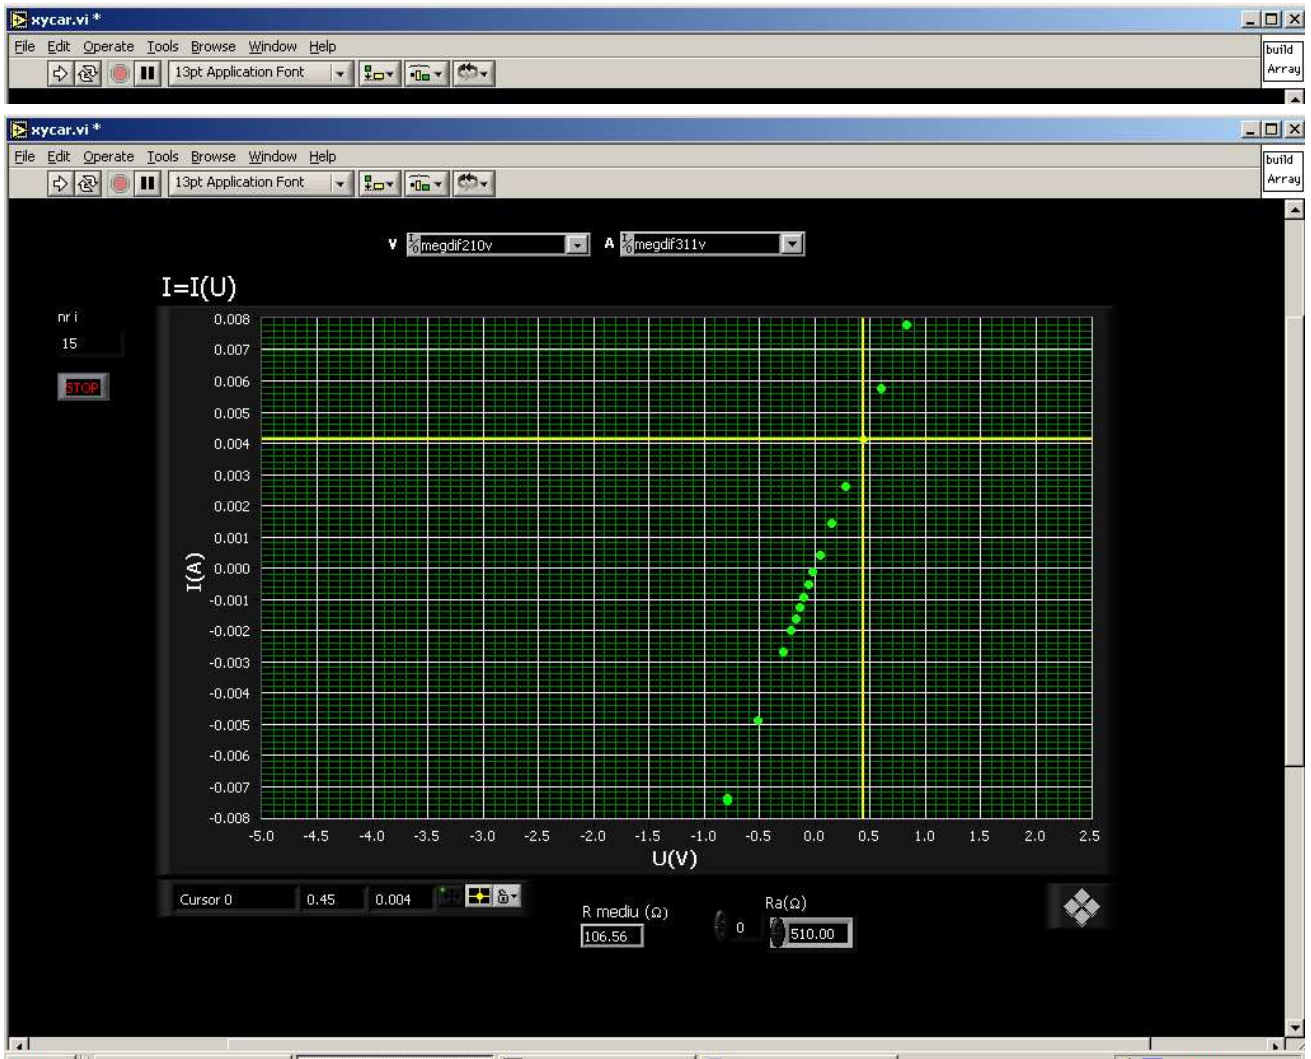 xycar.vi *
File Edit Operate Tools Browse Window Help
build
Array
13pt Application Font
xycar.vi *
File Edit Operate Tools Browse Window Help
build
Array
13pt Application Font
V megdif210v A megdif311v
I=I(U)
nr i
15
STOP
0.008
0.007
0.006
0.005
0.004
0.003
0.002
0.001
0.000
-0.001
-0.002
-0.003
-0.004
-0.005
-0.006
-0.007
-0.008
I(A)
-5.0 -4.5 -4.0 -3.5 -3.0 -2.5 -2.0 -1.5 -1.0 -0.5 0.0 0.5 1.0 1.5 2.0 2.5
U(V)
Cursor 0 0.45 0.004
R mediu (Ω)
106.56
0
Ra(Ω)
510.00